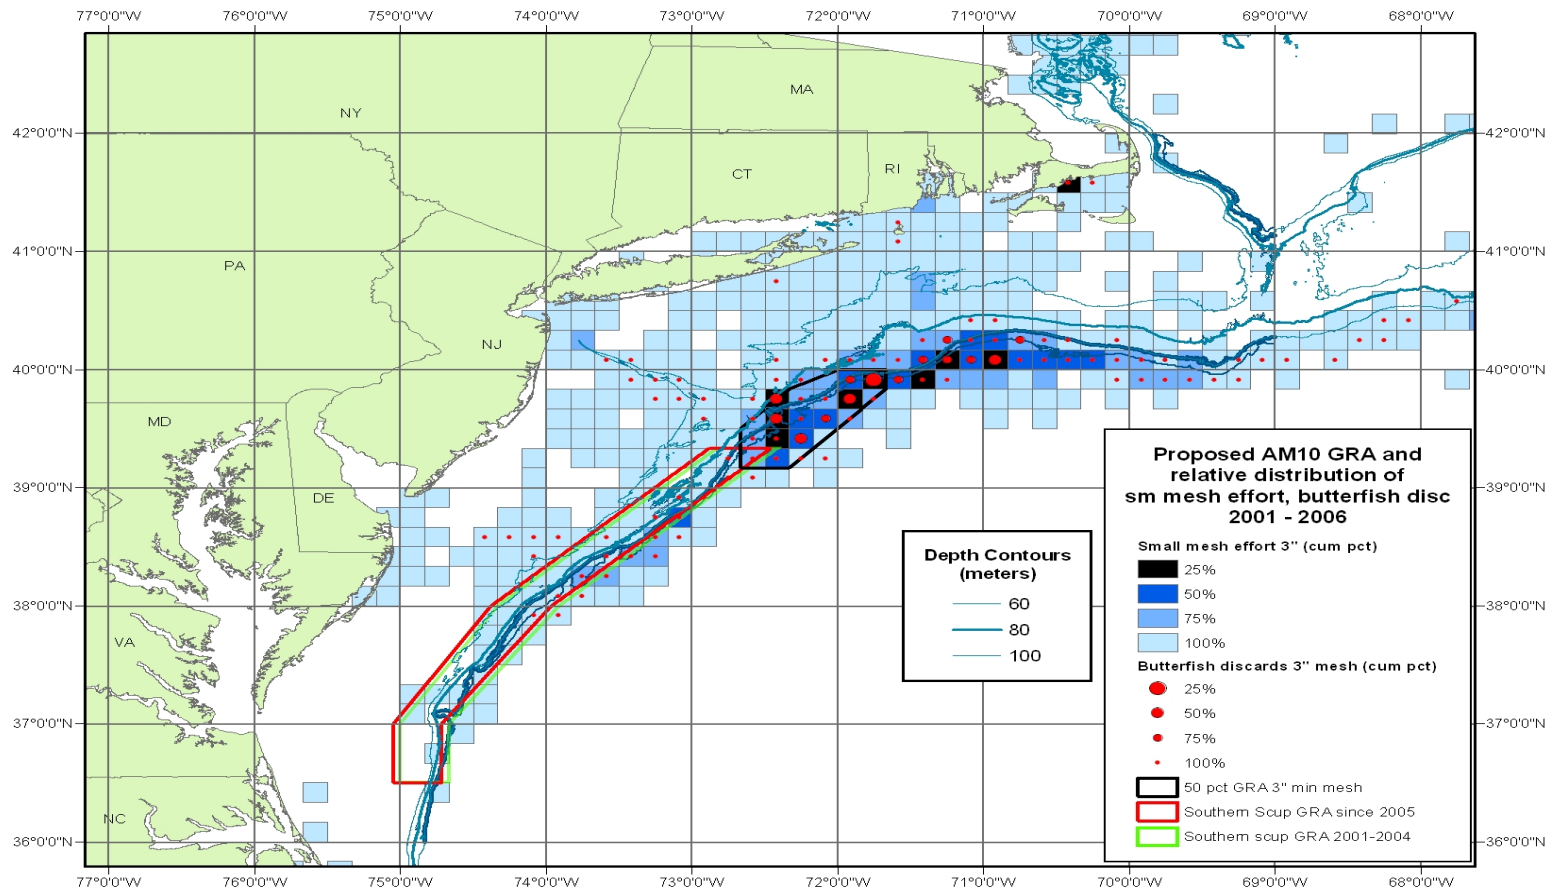 77°0'0"W 76°0'0"W 75°0'0"W 74°0'0"W 73°0'0"W 72°0'0"W 71°0'0"W 70°0'0"W 69°0'0"W 68°0'0"W
MA
NY
42°0'0"N 42°0'0"N
CT
RI
41°0'0"N 41°0'0"N
PA
NJ
40°0'0"N 40°0'0"N
MD
DE
39°0'0"N 39°0'0"N
38°0'0"N 38°0'0"N
VA
37°0'0"N 37°0'0"N
NC
36°0'0"N 36°0'0"N
Depth Contours
(meters)
60
80
100
Proposed AM10 GRA and
relative distribution of
sm mesh effort, butterfish disc
2001 - 2006
Small mesh effort 3" (cum pct)
25%
50%
75%
100%
Butterfish discards 3" mesh (cum pct)
25%
50%
75%
100%
50 pct GRA 3" min mesh
Southern Scup GRA since 2005
Southern scup GRA 2001-2004
77°0'0"W 76°0'0"W 75°0'0"W 74°0'0"W 73°0'0"W 72°0'0"W 71°0'0"W 70°0'0"W 69°0'0"W 68°0'0"W